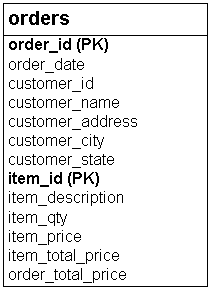 orders
order_id (PK)
order_date
customer_id
customer_name
customer_address
customer_city
customer_state
item_id (PK)
item_description
item_qty
item_price
item_total_price
order_total_price